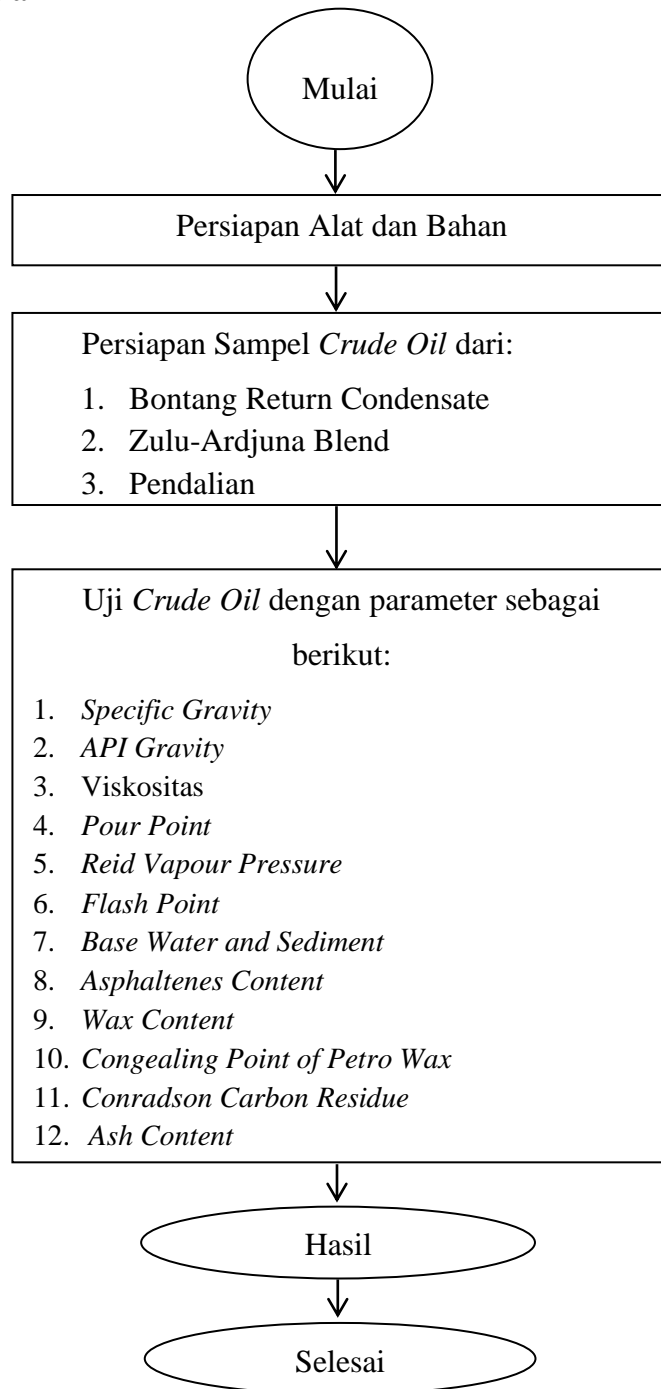 Mulai
Persiapan Alat dan Bahan
Persiapan Sampel Crude Oil dari:
1. Bontang Return Condensate
2. Zulu-Ardjuna Blend
3. Pendalian
Uji Crude Oil dengan parameter sebagai
berikut:
1. Specific Gravity
2. API Gravity
3. Viskositas
4. Pour Point
5. Reid Vapour Pressure
6. Flash Point
7. Base Water and Sediment
8. Asphaltenes Content
9. Wax Content
10. Congealing Point of Petro Wax
11. Conradson Carbon Residue
12. Ash Content
Hasil
Selesai